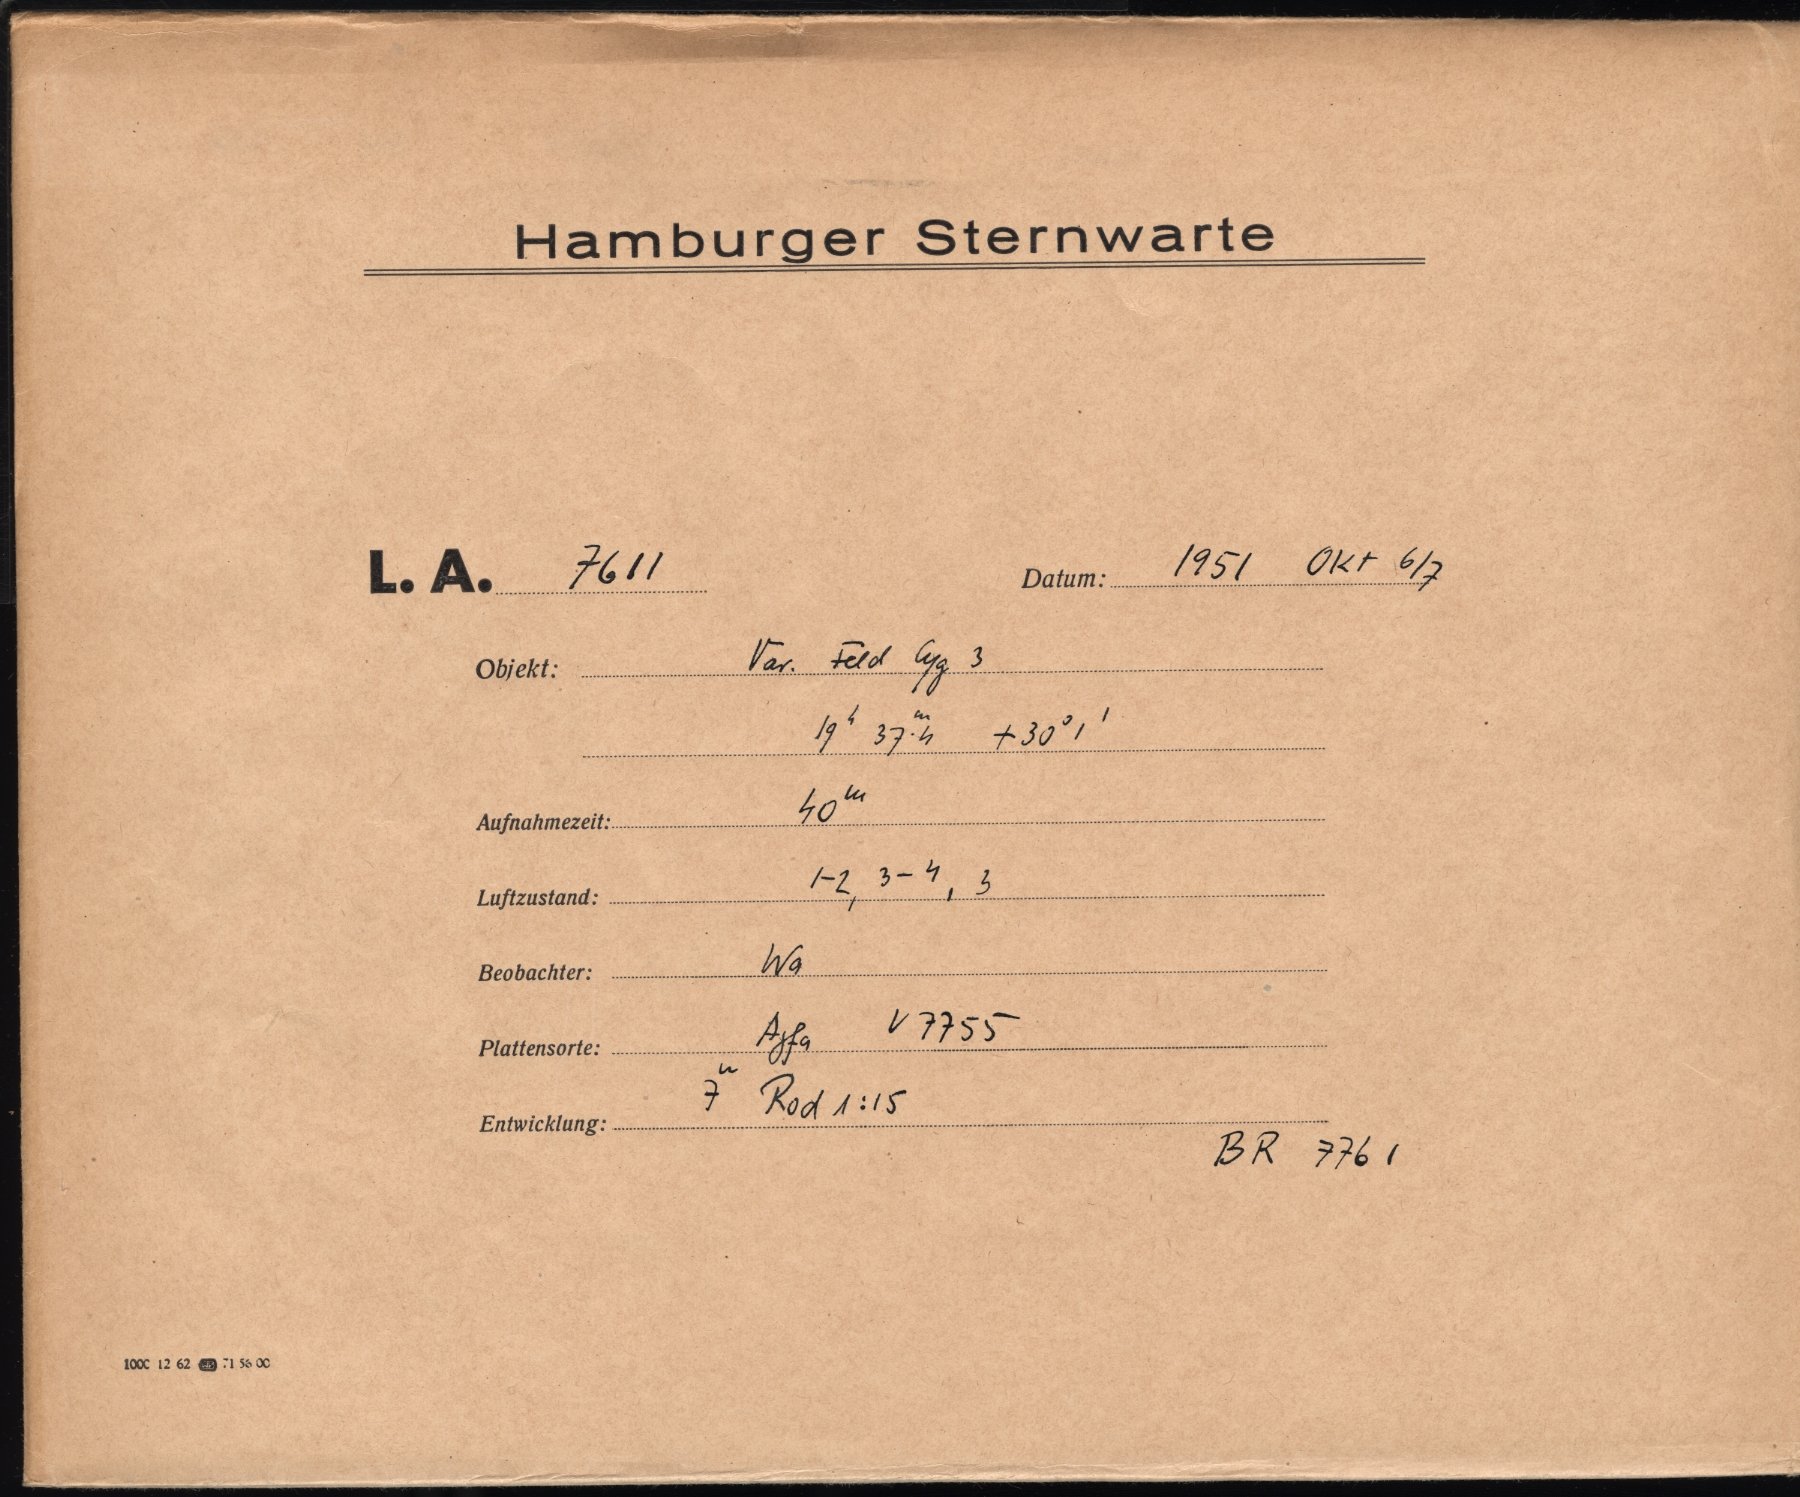 Hamburger Sternwarte
L. A. 7611 Datum: 1951 Okt 6/7
Objekt: Var. Feld Cyg 3
19ʰ 37ᵐ.4 +30° 1'
Aufnahmezeit: 40ᵐ
Luftzustand: 1-2, 3-4, 3
Beobachter: Wa
Plattensorte: Agfa V7755
Entwicklung: 7ᵐ Rod 1:15
BR 7761
1000 12 62 71 56 00